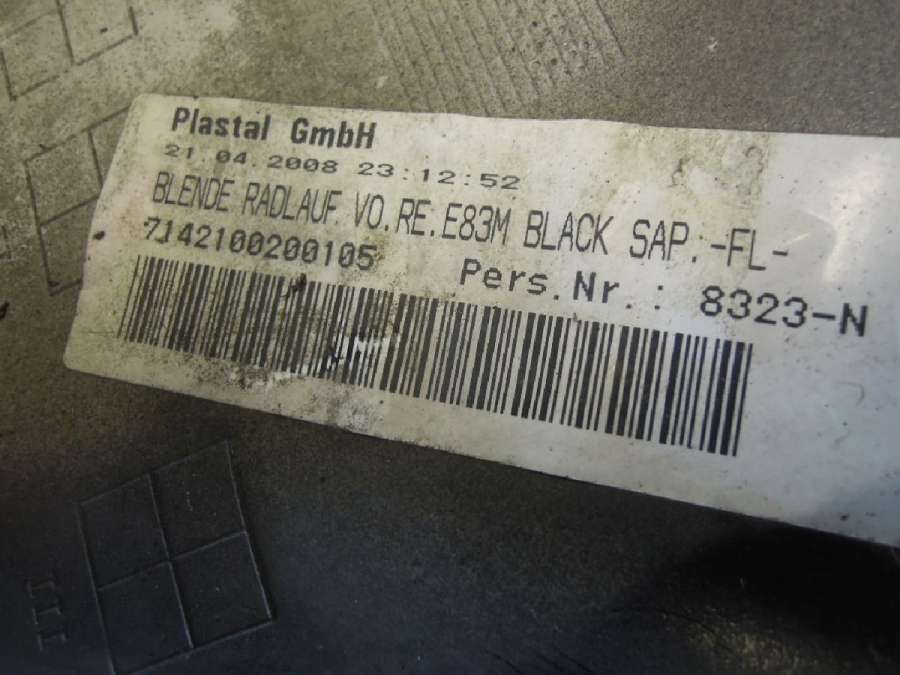 Plastal GmbH
21.04.2008 23:12:52
BLENDE RADLAUF. VO.RE.E83M BLACK SAP.:-FL-
7142100200105 Pers.Nr.: 8323-N